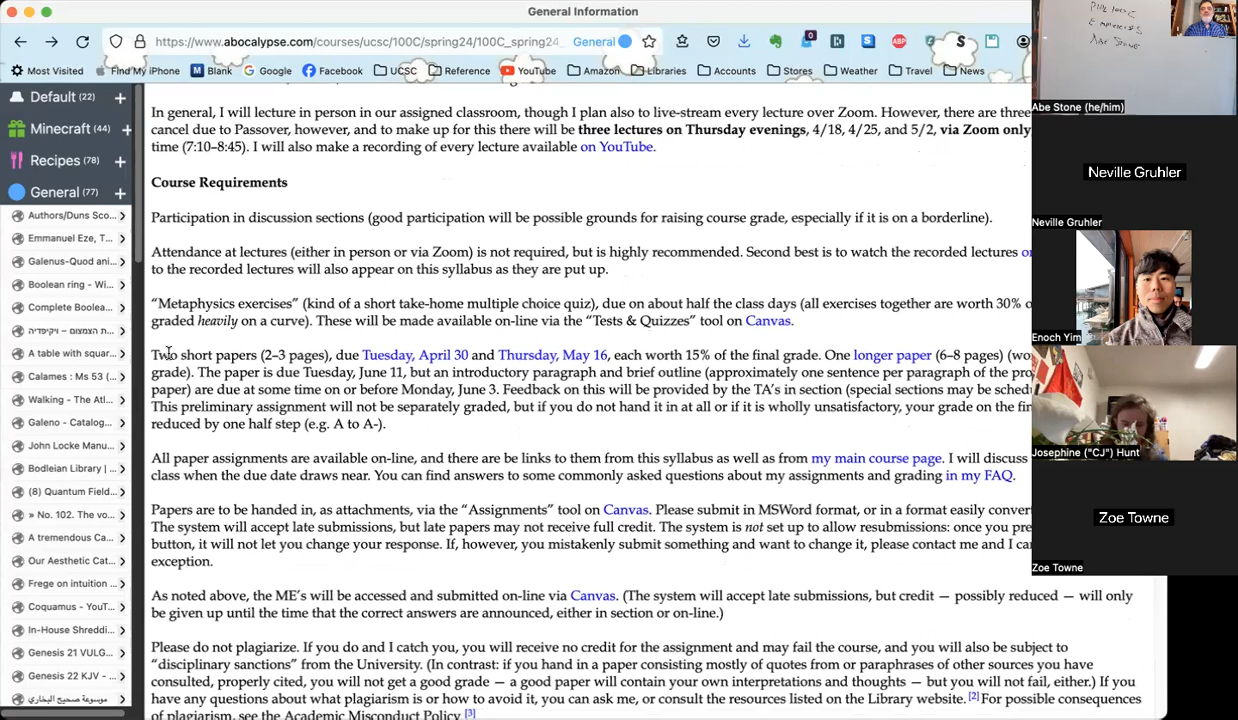 General Information
https://www.abocalypse.com/courses/ucsc/100C/spring24/100C_spring24_
General
Most Visited
Find My iPhone
Blank
Google
Facebook
UCSC
Reference
YouTube
Amazon
Libraries
Accounts
Stores
Weather
Travel
News
Default (22)
Minecraft (44)
Recipes (78)
General (77)
Authors/Duns Sco...
Emmanuel Eze, T...
Galenus-Quod ani...
Boolean ring - Wi...
Complete Boolea...
ת הצמצום – ויקיפדיה...
A table with squar...
Calames : Ms 53 (...
Walking - The Atl...
Galeno - Catalog...
John Locke Manu...
Bodleian Library |...
(8) Quantum Field...
» No. 102. The vo...
A tremendous Ca...
Our Aesthetic Cat...
Frege on intuition ...
Coquamus - YouT...
In-House Shreddi...
Genesis 21 VULG...
Genesis 22 KJV - ...
موسوعة صحيح البخاري
In general, I will lecture in person in our assigned classroom, though I plan also to live-stream every lecture over Zoom. However, there are three
cancel due to Passover, however, and to make up for this there will be three lectures on Thursday evenings, 4/18, 4/25, and 5/2, via Zoom only
time (7:10–8:45). I will also make a recording of every lecture available on YouTube.
Course Requirements
Participation in discussion sections (good participation will be possible grounds for raising course grade, especially if it is on a borderline).
Attendance at lectures (either in person or via Zoom) is not required, but is highly recommended. Second best is to watch the recorded lectures
to the recorded lectures will also appear on this syllabus as they are put up.
“Metaphysics exercises” (kind of a short take-home multiple choice quiz), due on about half the class days (all exercises together are worth 30%
graded heavily on a curve). These will be made available on-line via the “Tests & Quizzes” tool on Canvas.
Two short papers (2–3 pages), due Tuesday, April 30 and Thursday, May 16, each worth 15% of the final grade. One longer paper (6–8 pages)
grade). The paper is due Tuesday, June 11, but an introductory paragraph and brief outline (approximately one sentence per paragraph of the
paper) are due at some time on or before Monday, June 3. Feedback on this will be provided by the TA's in section (special sections may be
This preliminary assignment will not be separately graded, but if you do not hand it in at all or if it is wholly unsatisfactory, your grade on the
reduced by one half step (e.g. A to A-).
All paper assignments are available on-line, and there are be links to them from this syllabus as well as from my main course page. I will discuss
class when the due date draws near. You can find answers to some commonly asked questions about my assignments and grading in my FAQ.
Papers are to be handed in, as attachments, via the “Assignments” tool on Canvas. Please submit in MSWord format, or in a format easily
The system will accept late submissions, but late papers may not receive full credit. The system is not set up to allow resubmissions: once you
button, it will not let you change your response. If, however, you mistakenly submit something and want to change it, please contact me and I
exception.
As noted above, the ME's will be accessed and submitted on-line via Canvas. (The system will accept late submissions, but credit — possibly reduced — will only
be given up until the time that the correct answers are announced, either in section or on-line.)
Please do not plagiarize. If you do and I catch you, you will receive no credit for the assignment and may fail the course, and you will also be subject to
“disciplinary sanctions” from the University. (In contrast: if you hand in a paper consisting mostly of quotes from or paraphrases of other sources you have
consulted, properly cited, you will not get a good grade — a good paper will contain your own interpretations and thoughts — but you will not fail, either.) If you
have any questions about what plagiarism is or how to avoid it, you can ask me, or consult the resources listed on the Library website.[2] For possible consequences
of plagiarism, see the Academic Misconduct Policy.[3]
Abe Stone (he/him)
Neville Gruhler
Neville Gruhler
Enoch Yim
Josephine ("CJ") Hunt
Zoe Towne
Zoe Towne